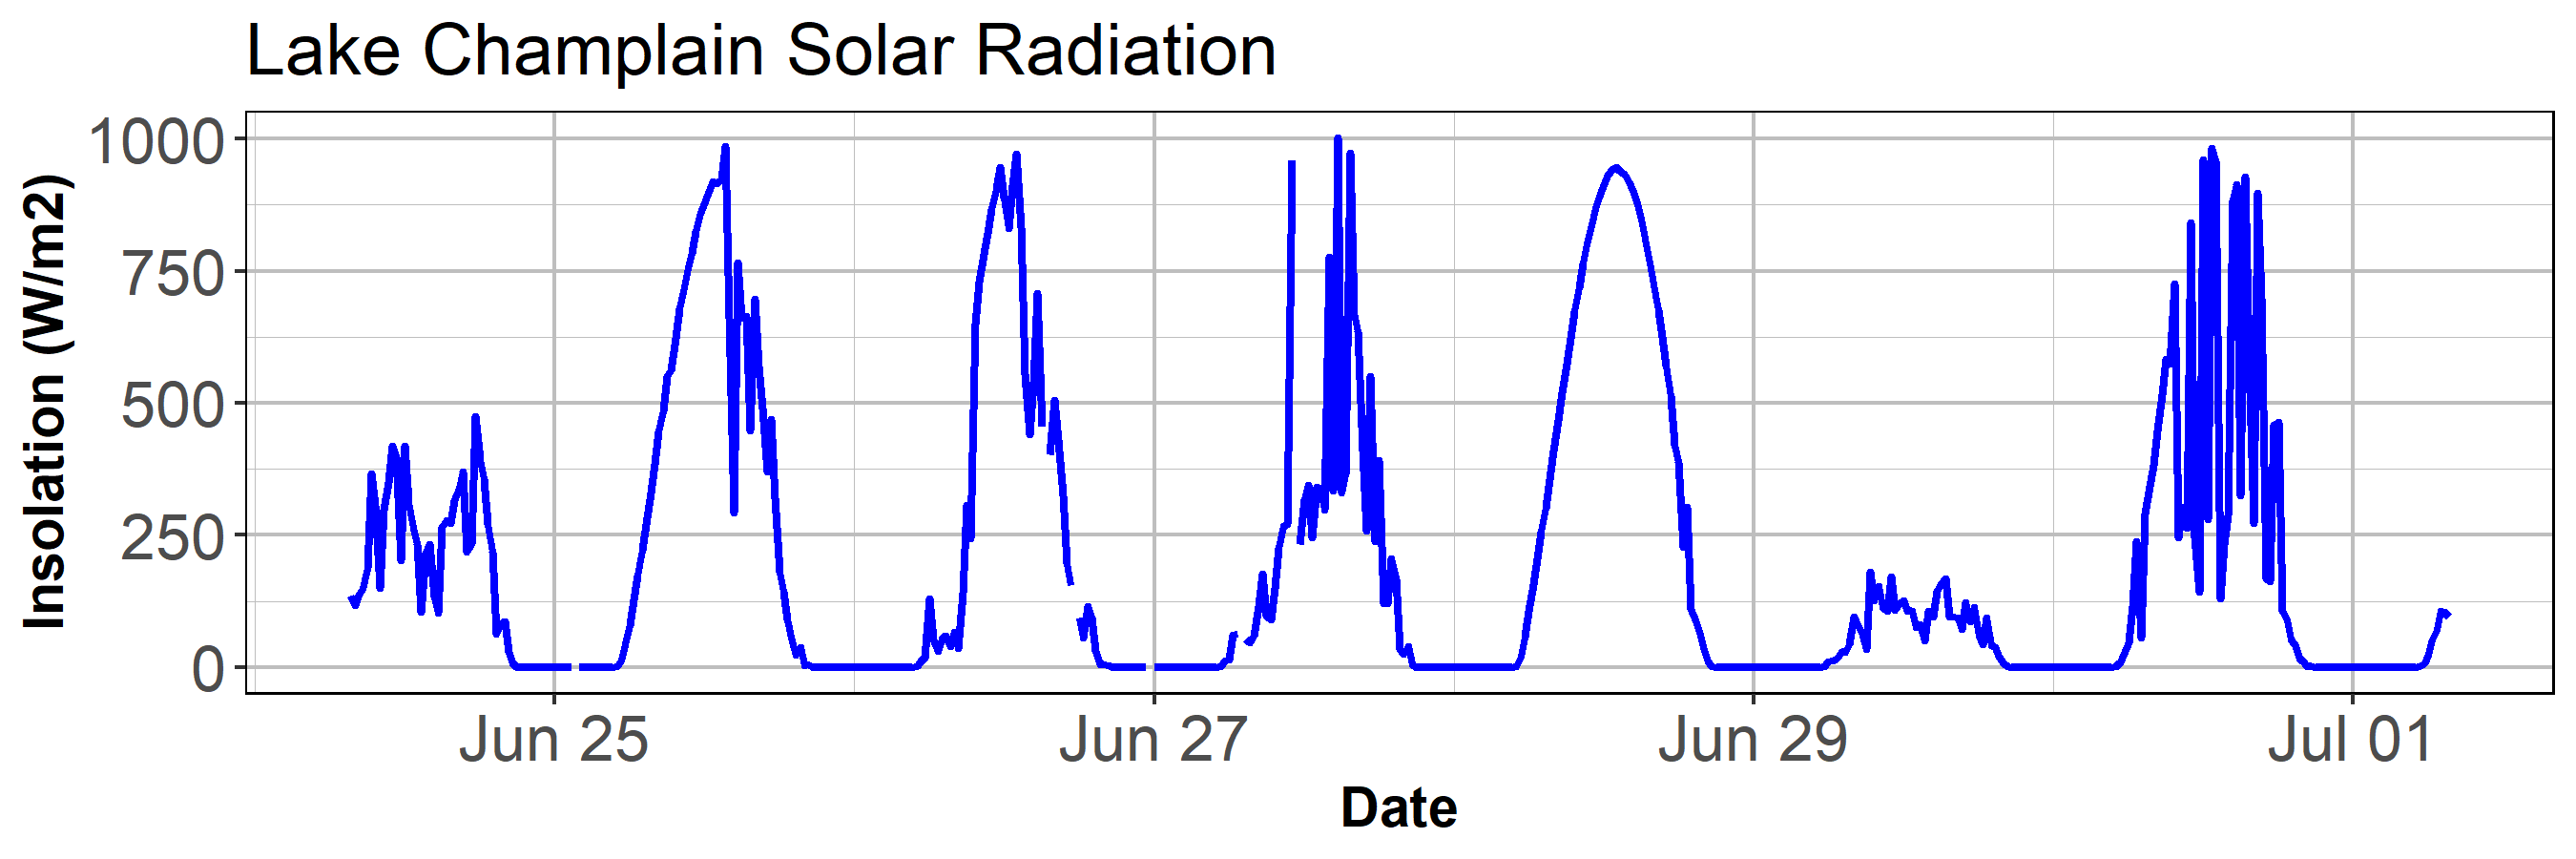 Lake Champlain Solar Radiation
Insolation (W/m2)
1000
750
500
250
0
Jun 25 Jun 27 Jun 29 Jul 01
Date